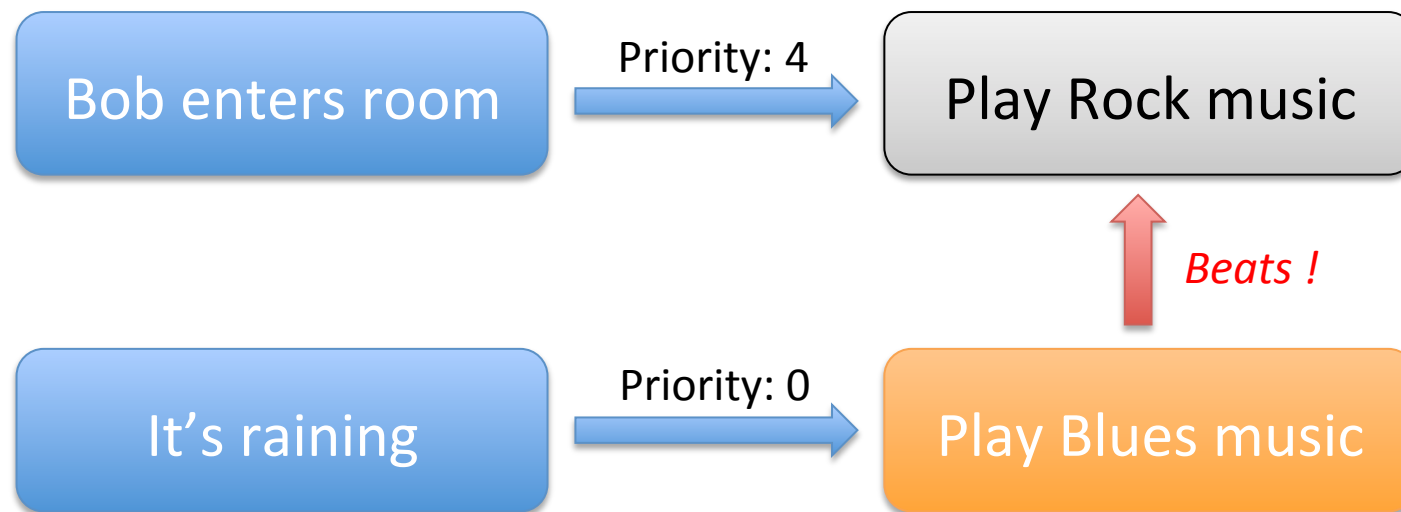 Bob enters room
Priority: 4
Play Rock music
Beats !
It’s raining
Priority: 0
Play Blues music